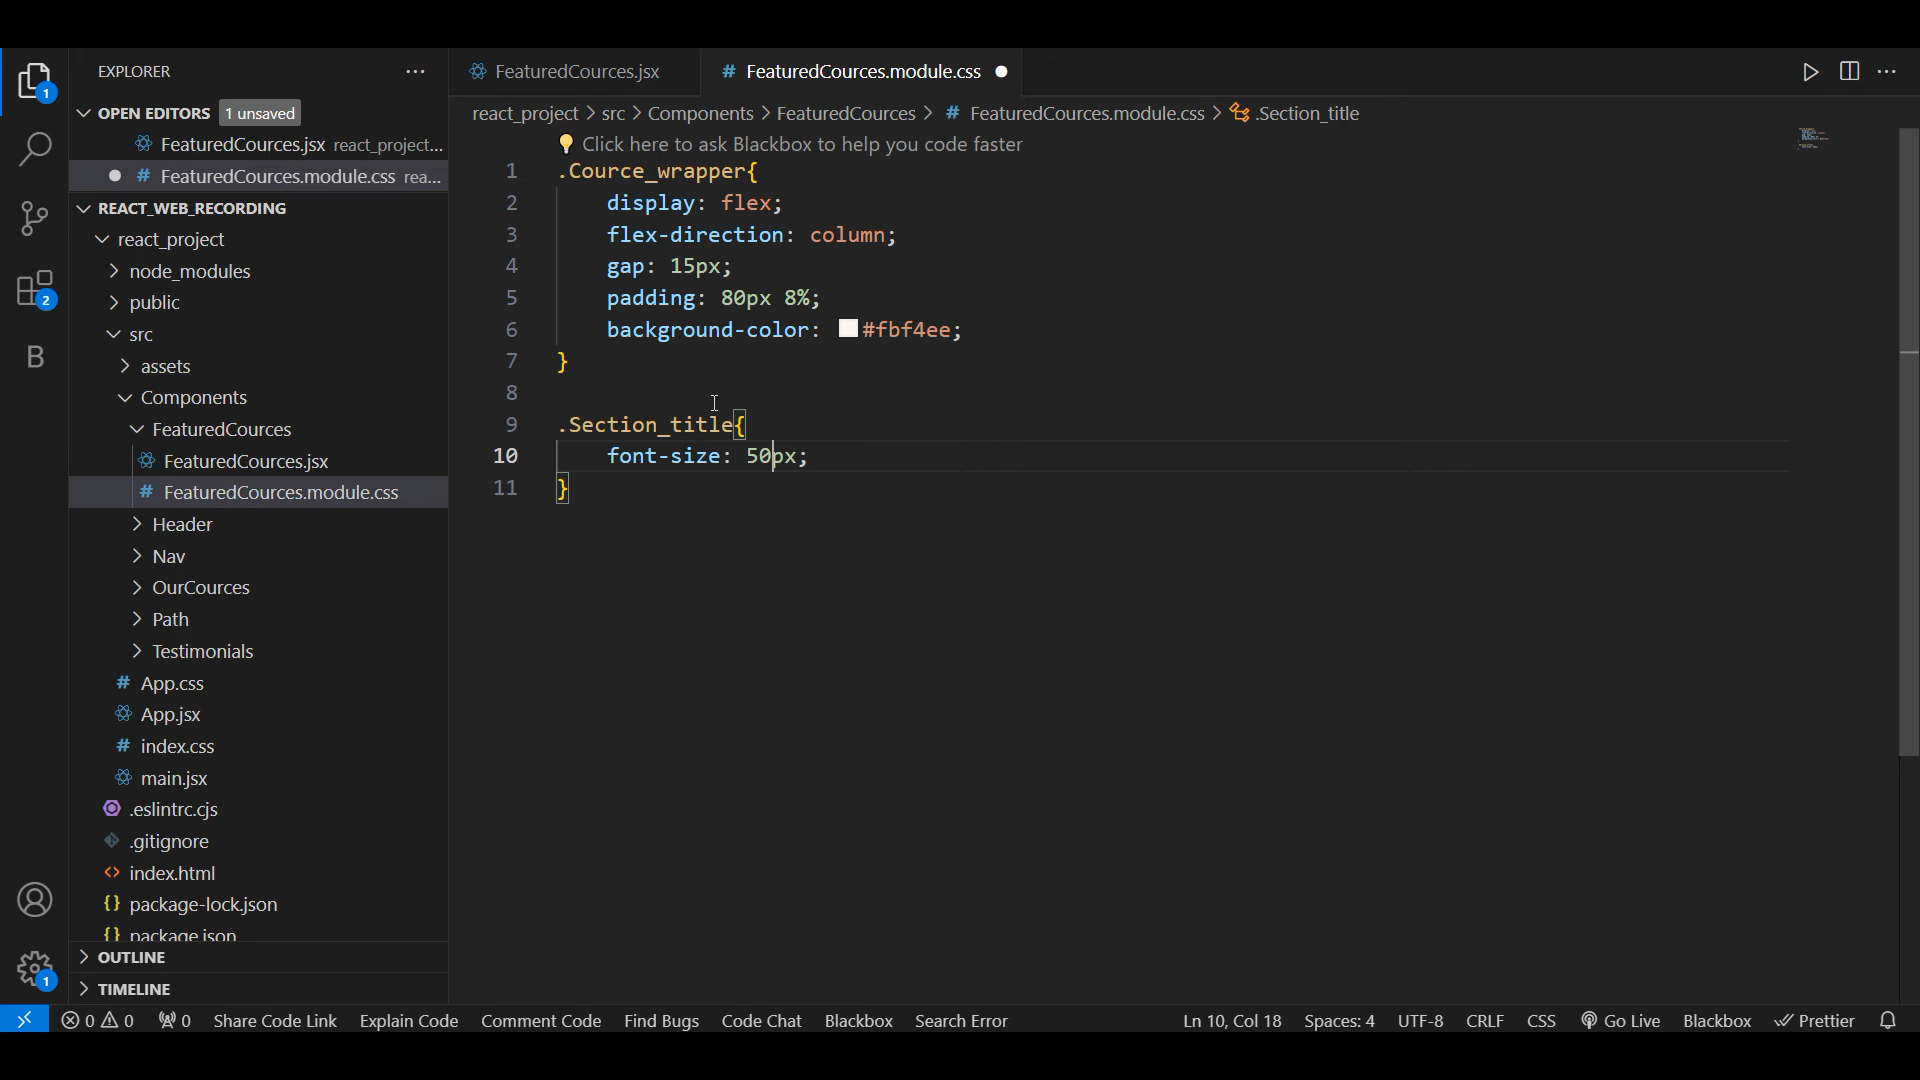 EXPLORER
OPEN EDITORS 1 unsaved
FeaturedCources.jsx react_project...
FeaturedCources.module.css rea...
REACT_WEB_RECORDING
react_project
node_modules
public
src
assets
Components
FeaturedCources
FeaturedCources.jsx
FeaturedCources.module.css
Header
Nav
OurCources
Path
Testimonials
App.css
App.jsx
index.css
main.jsx
.eslintrc.cjs
.gitignore
index.html
package-lock.json
package.json
OUTLINE
TIMELINE
FeaturedCources.jsx
FeaturedCources.module.css
react_project > src > Components > FeaturedCources > # FeaturedCources.module.css > .Section_title
Click here to ask Blackbox to help you code faster
1 .Cource_wrapper{
2 display: flex;
3 flex-direction: column;
4 gap: 15px;
5 padding: 80px 8%;
6 background-color: #fbf4ee;
7 }
8
9 .Section_title{
10 font-size: 50px;
11 }
0 0 0 Share Code Link Explain Code Comment Code Find Bugs Code Chat Blackbox Search Error Ln 10, Col 18 Spaces: 4 UTF-8 CRLF CSS Go Live Blackbox Prettier